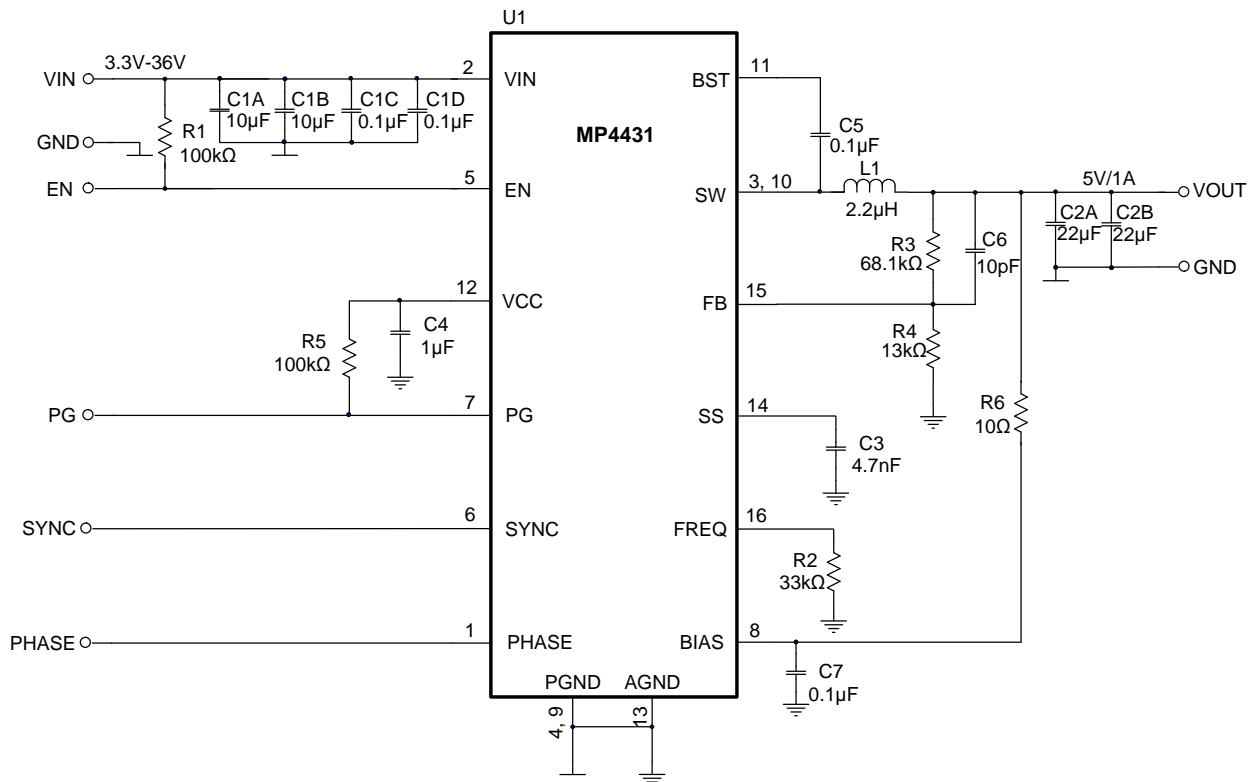 U1
3.3V-36V
VIN
2
VIN
BST
11
C1A
10µF
C1B
10µF
C1C
0.1µF
C1D
0.1µF
R1
100kΩ
MP4431
C5
0.1µF
GND
EN
5
EN
SW
3, 10
L1
2.2µH
5V/1A
VOUT
C2A
22µF
C2B
22µF
R3
68.1kΩ
C6
10pF
GND
12
VCC
FB
15
R5
100kΩ
C4
1µF
R4
13kΩ
PG
7
PG
SS
14
R6
10Ω
C3
4.7nF
SYNC
6
SYNC
FREQ
16
R2
33kΩ
PHASE
1
PHASE
BIAS
8
PGND
AGND
C7
0.1µF
4, 9
13